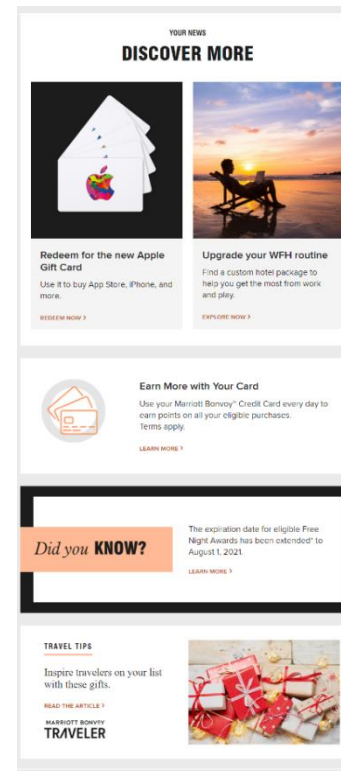 YOUR NEWS
DISCOVER MORE
Redeem for the new Apple
Gift Card
Use it to buy App Store, iPhone, and
more.
REDEEM NOW >
Upgrade your WFH routine
Find a custom hotel package to
help you get the most from work
and play.
EXPLORE NOW >
Earn More with Your Card
Use your Marriott Bonvoy™ Credit Card every day to
earn points on all your eligible purchases.
Terms apply.
LEARN MORE >
Did you KNOW?
The expiration date for eligible Free
Night Awards has been extended* to
August 1, 2021.
LEARN MORE >
TRAVEL TIPS
Inspire travelers on your list
with these gifts.
READ THE ARTICLE >
MARRIOTT BONVOY
TRAVELER